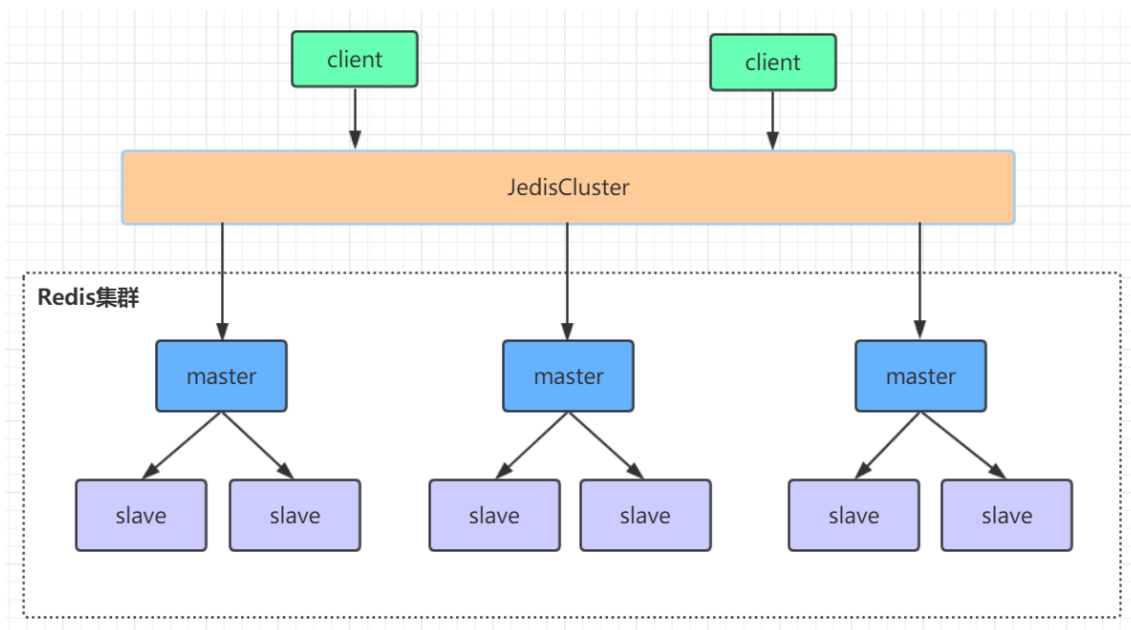 client
client
JedisCluster
Redis集群
master
master
master
slave
slave
slave
slave
slave
slave